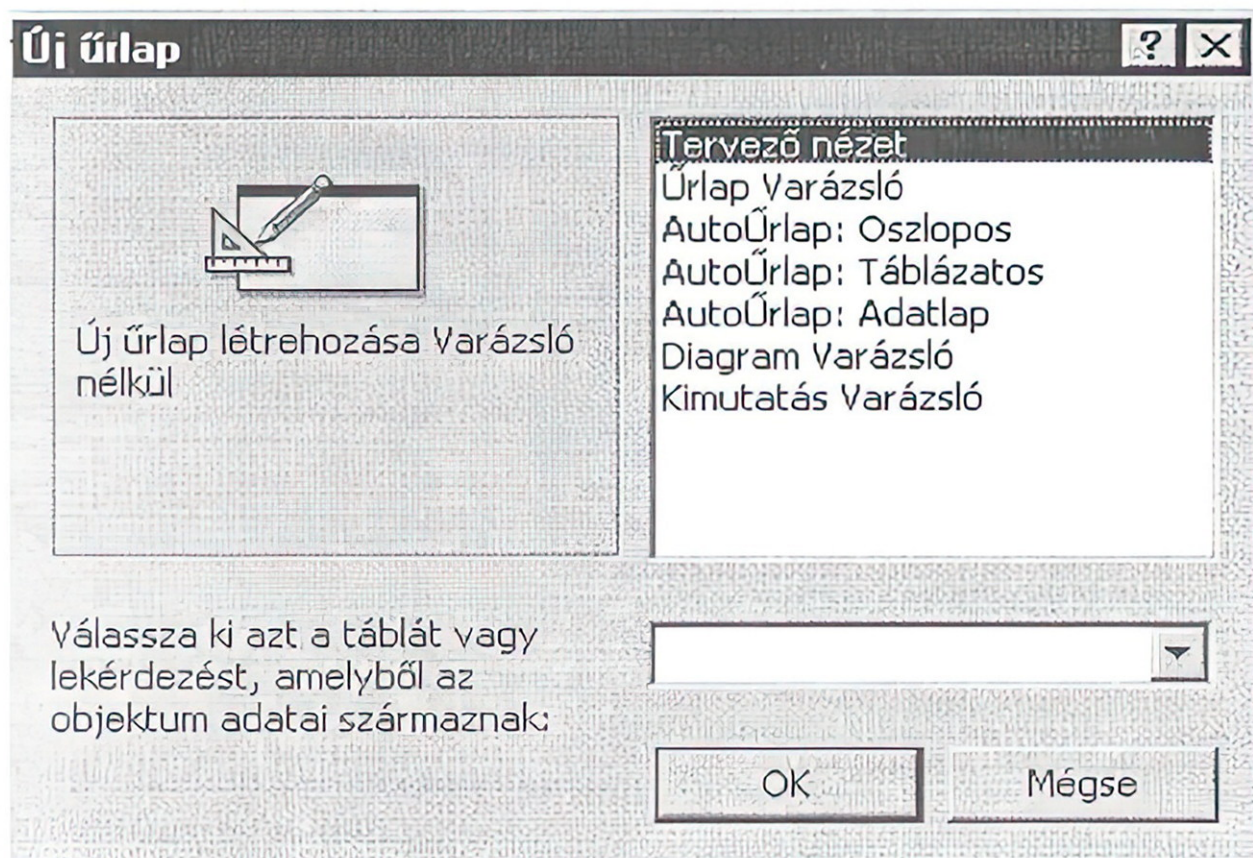 Új űrlap
Új űrlap létrehozása Varázsló
nélkül
Tervező nézet
Űrlap Varázsló
AutoŰrlap: Oszlopos
AutoŰrlap: Táblázatos
AutoŰrlap: Adatlap
Diagram Varázsló
Kimutatás Varázsló
Válassza ki azt a táblát vagy
lekérdezést, amelyből az
objektum adatai származnak:
OK
Mégse